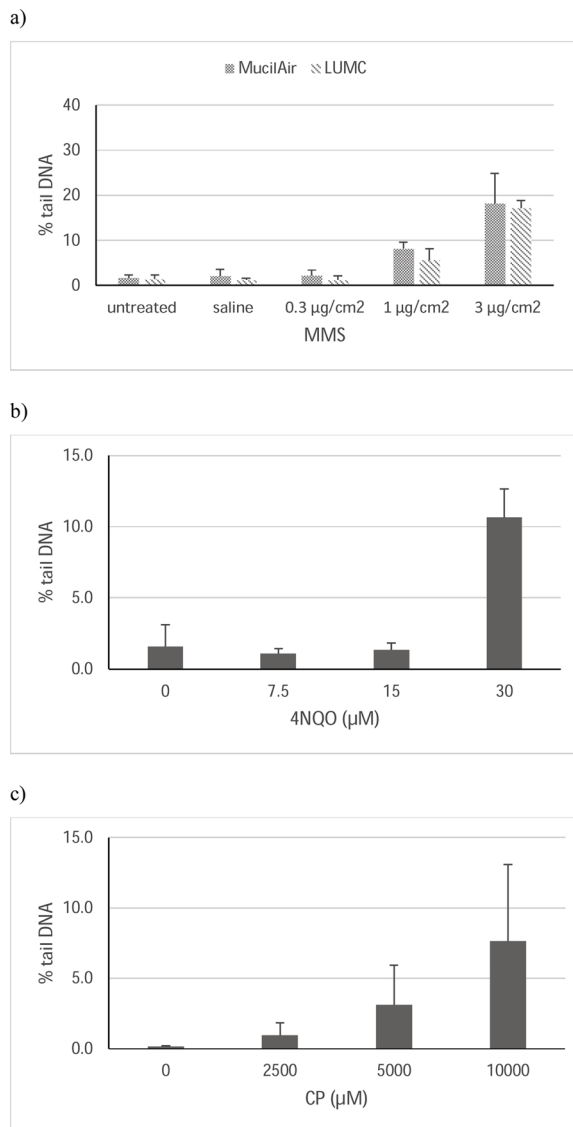 a)
MucilAir LUMC
40
30
20
10
0
% tail DNA
untreated saline 0.3 µg/cm2 1 µg/cm2 3 µg/cm2
MMS
b)
15.0
10.0
5.0
0.0
% tail DNA
0 7.5 15 30
4NQO (µM)
c)
15.0
10.0
5.0
0.0
% tail DNA
0 2500 5000 10000
CP (µM)